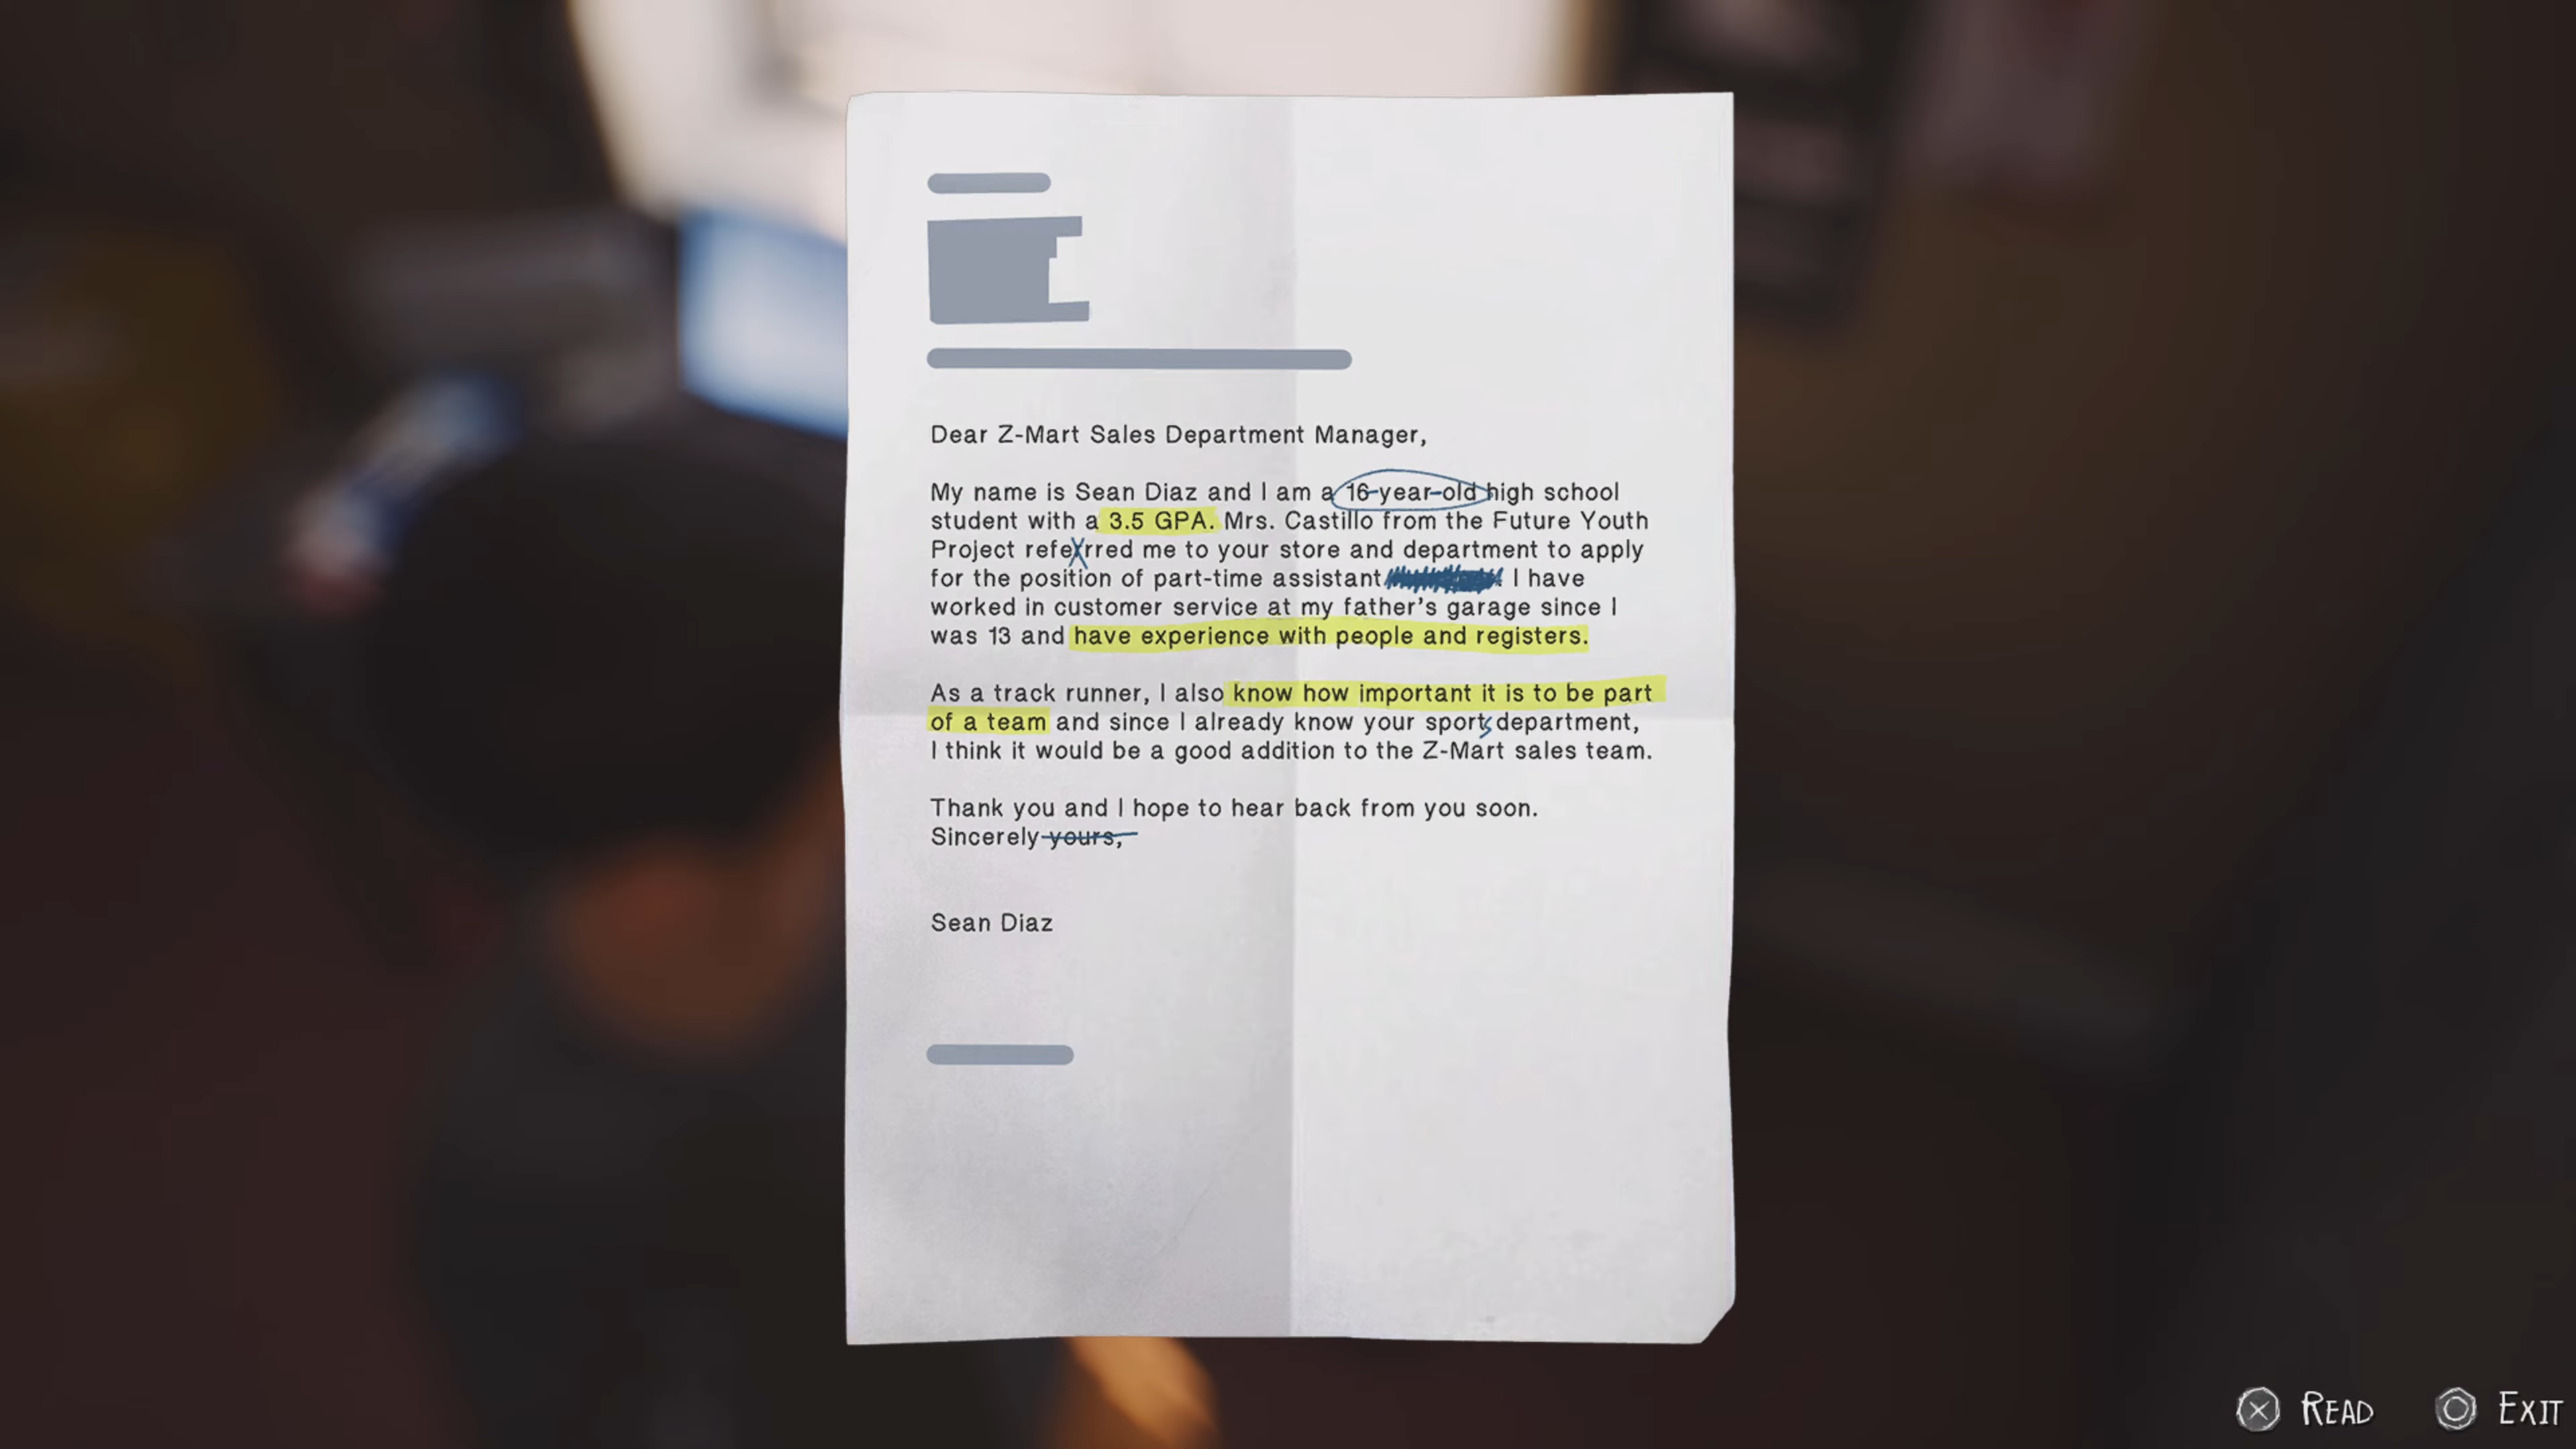 Dear Z-Mart Sales Department Manager,
My name is Sean Diaz and I am a 16-year-old high school
student with a 3.5 GPA. Mrs. Castillo from the Future Youth
Project referred me to your store and department to apply
for the position of part-time assistant I have
worked in customer service at my father's garage since I
was 13 and have experience with people and registers.
As a track runner, I also know how important it is to be part
of a team and since I already know your sports department,
I think it would be a good addition to the Z-Mart sales team.
Thank you and I hope to hear back from you soon.
Sincerely yours,
Sean Diaz
READ EXIT